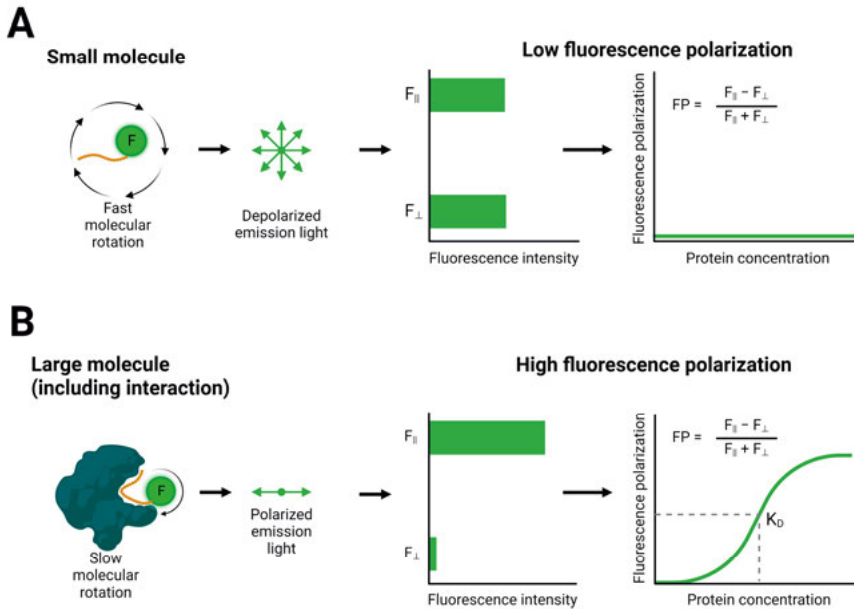 A
Small molecule
F
Fast
molecular
rotation
Depolarized
emission light
F||
F⊥
Fluorescence intensity
Low fluorescence polarization
Fluorescence polarization
FP = F|| − F⊥
F|| + F⊥
Protein concentration
B
Large molecule
(including interaction)
F
Slow
molecular
rotation
Polarized
emission
light
F||
F⊥
Fluorescence intensity
High fluorescence polarization
Fluorescence polarization
FP = F|| − F⊥
F|| + F⊥
K_D
Protein concentration